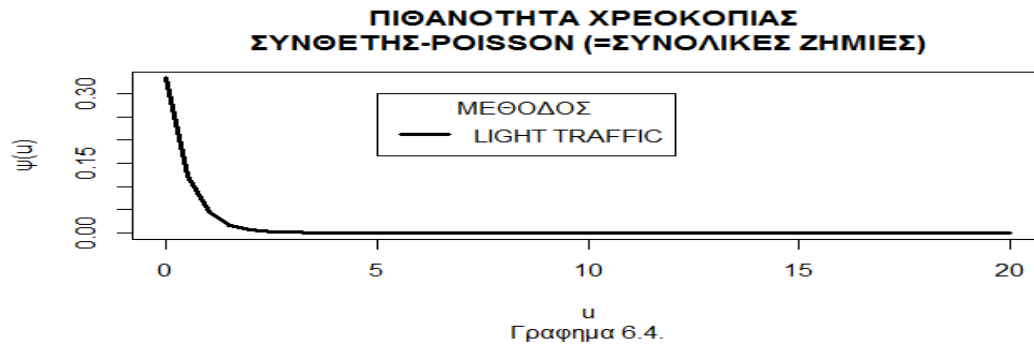 ΠΙΘΑΝΟΤΗΤΑ ΧΡΕΟΚΟΠΙΑΣ
ΣΥΝΘΕΤΗΣ-POISSON (=ΣΥΝΟΛΙΚΕΣ ΖΗΜΙΕΣ)
ψ(u)
0.30
0.15
0.00
ΜΕΘΟΔΟΣ
LIGHT TRAFFIC
0 5 10 15 20
u
Γραφημα 6.4.